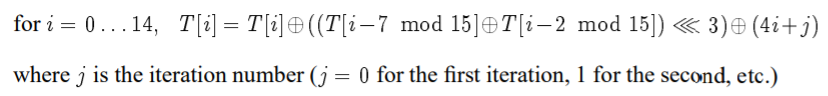 for i = 0 . . . 14, T[i] = T[i]⊕((T[i−7 mod 15]⊕T[i−2 mod 15]) ⋘ 3)⊕(4i+j)
where j is the iteration number (j = 0 for the first iteration, 1 for the second, etc.)